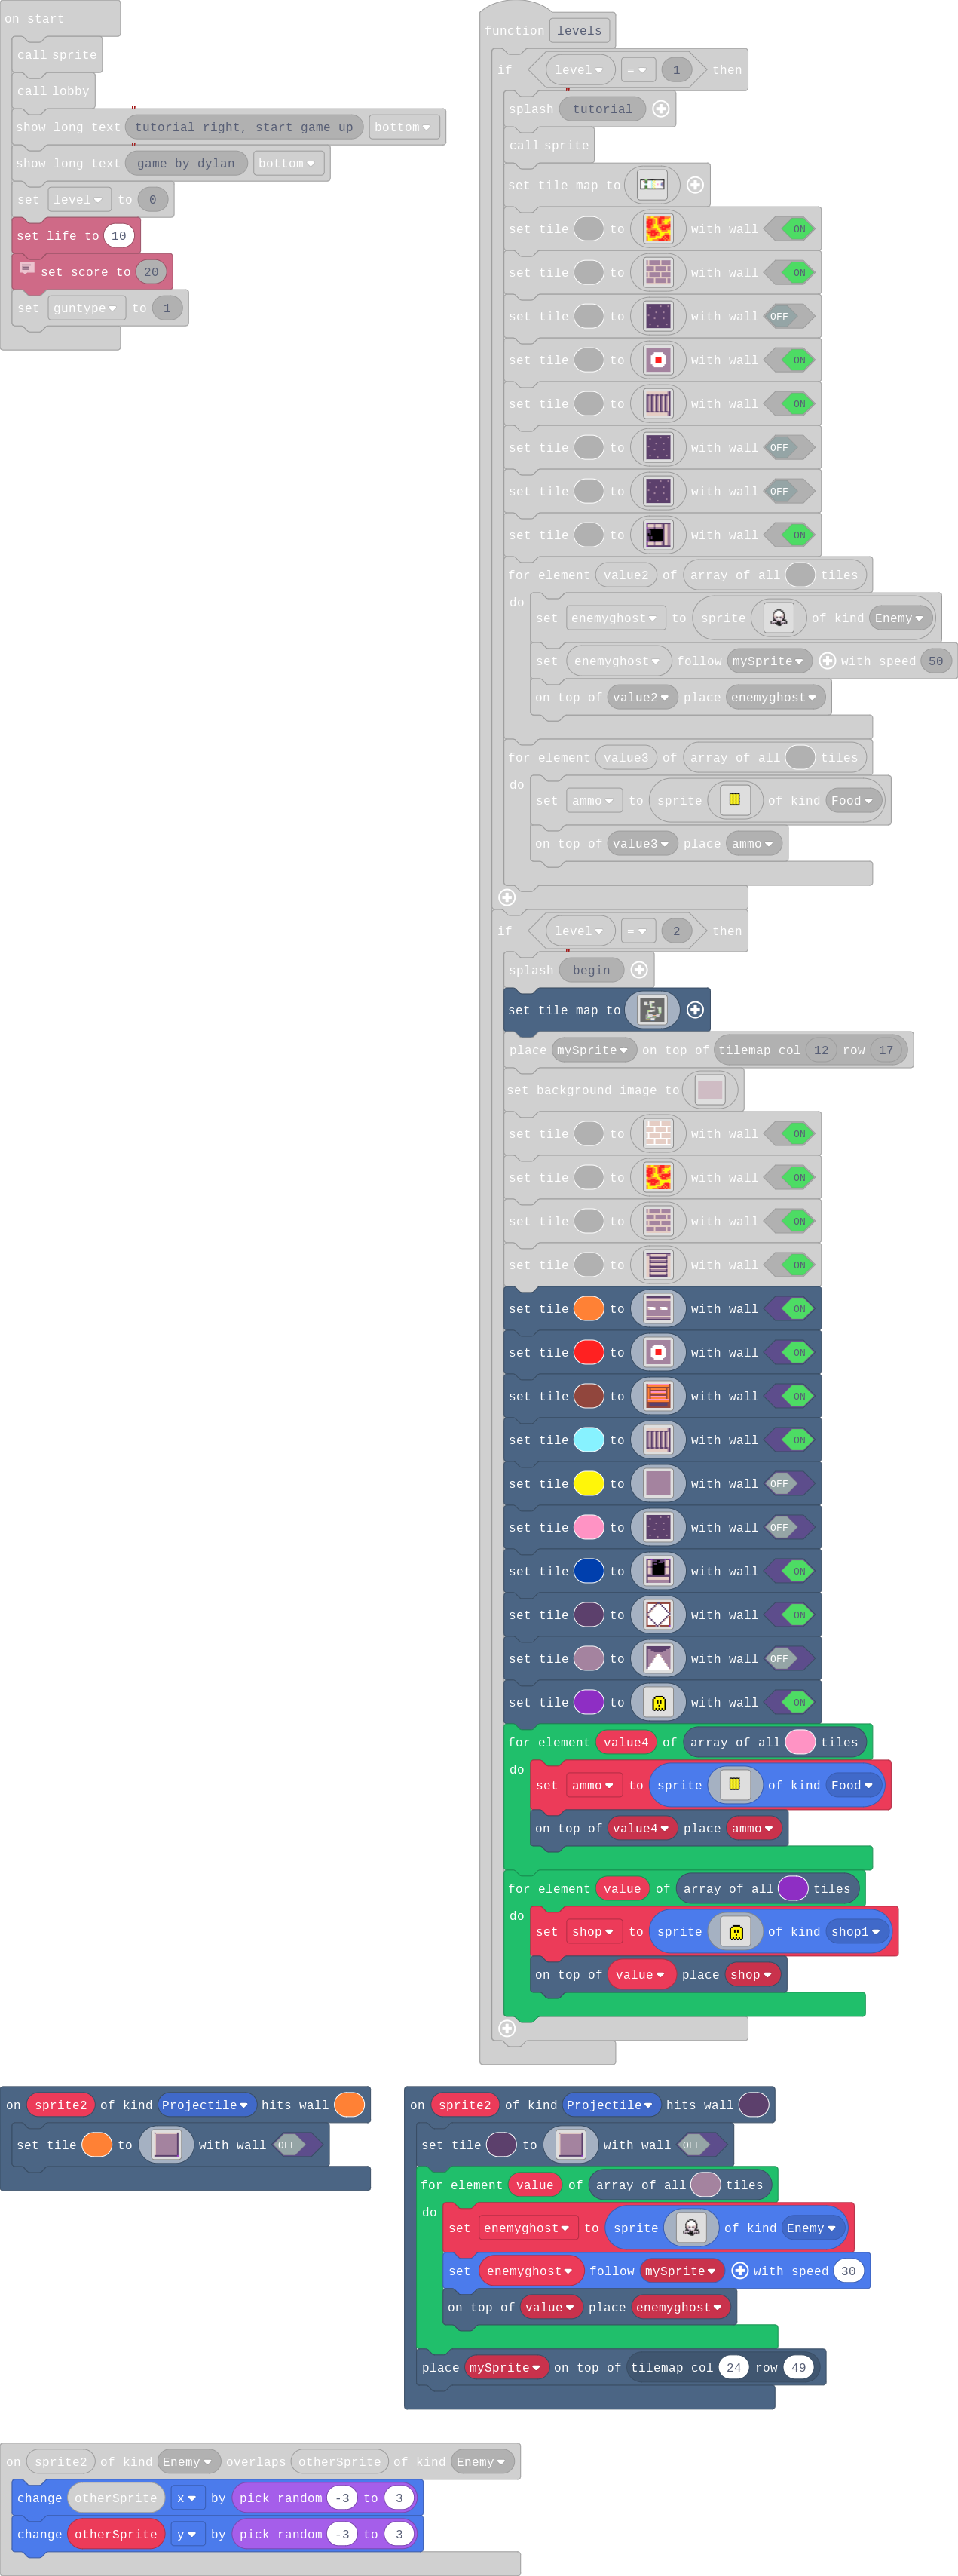 on start
call sprite
call lobby
show long text " tutorial right, start game up bottom
show long text " game by dylan bottom
set level to 0
set life to 10
set score to 20
set guntype to 1
function levels
if level = 1 then
splash " tutorial
call sprite
set tile map to
set tile to with wall ON
set tile to with wall ON
set tile to with wall OFF
set tile to with wall ON
set tile to with wall ON
set tile to with wall OFF
set tile to with wall OFF
set tile to with wall ON
for element value2 of array of all tiles
do
set enemyghost to sprite of kind Enemy
set enemyghost follow mySprite with speed 50
on top of value2 place enemyghost
for element value3 of array of all tiles
do
set ammo to sprite of kind Food
on top of value3 place ammo
if level = 2 then
splash " begin
set tile map to
place mySprite on top of tilemap col 12 row 17
set background image to
set tile to with wall ON
set tile to with wall ON
set tile to with wall ON
set tile to with wall ON
set tile to with wall ON
set tile to with wall ON
set tile to with wall ON
set tile to with wall ON
set tile to with wall OFF
set tile to with wall OFF
set tile to with wall ON
set tile to with wall ON
set tile to with wall OFF
set tile to with wall ON
for element value4 of array of all tiles
do
set ammo to sprite of kind Food
on top of value4 place ammo
for element value of array of all tiles
do
set shop to sprite of kind shop1
on top of value place shop
on sprite2 of kind Projectile hits wall
set tile to with wall OFF
on sprite2 of kind Projectile hits wall
set tile to with wall OFF
for element value of array of all tiles
do
set enemyghost to sprite of kind Enemy
set enemyghost follow mySprite with speed 30
on top of value place enemyghost
place mySprite on top of tilemap col 24 row 49
on sprite2 of kind Enemy overlaps otherSprite of kind Enemy
change otherSprite x by pick random -3 to 3
change otherSprite y by pick random -3 to 3